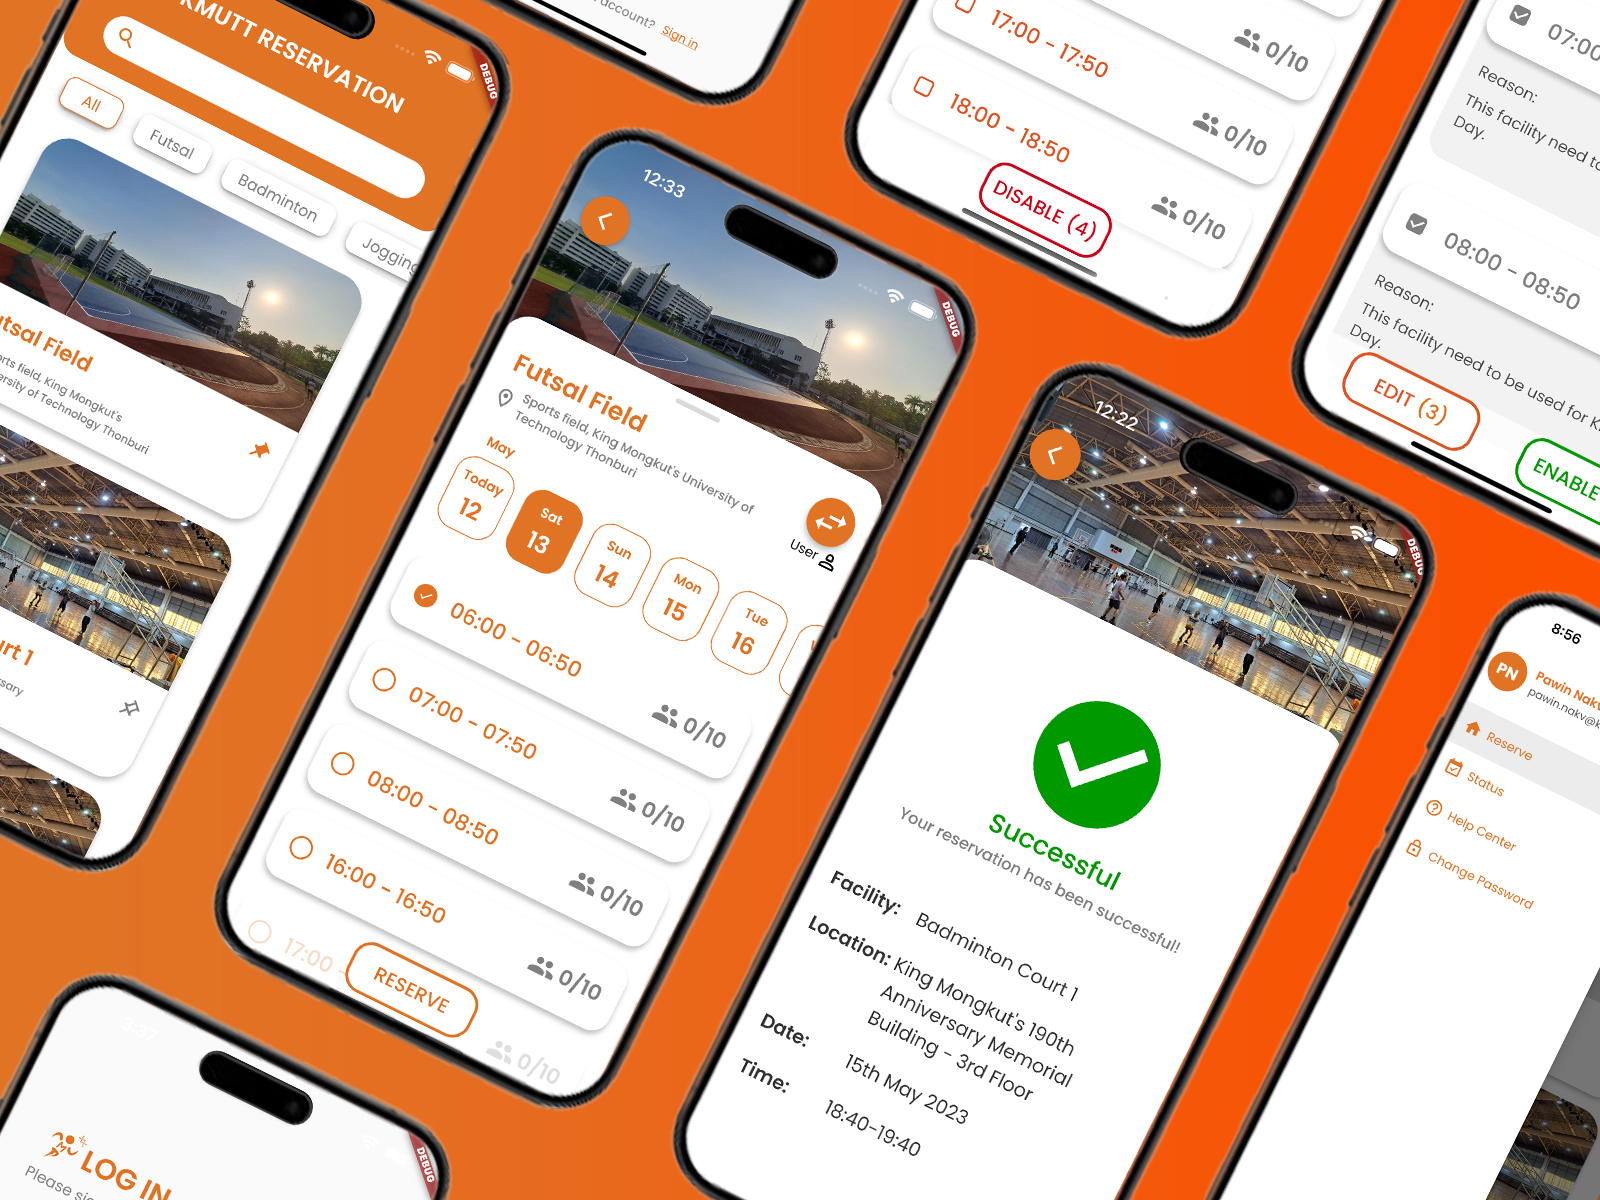 KMUTT RESERVATION
DEBUG
All
Futsal
Badminton
Jogging
Futsal Field
Sports field, King Mongkut's
University of Technology Thonburi
Court 1
account? Sign in
12:33
DEBUG
Futsal Field
Sports field, King Mongkut's University of
Technology Thonburi
User
May
Today
12
Sat
13
Sun
14
Mon
15
Tue
16
06:00 - 06:50
0/10
07:00 - 07:50
0/10
08:00 - 08:50
0/10
16:00 - 16:50
0/10
17:00 -
0/10
RESERVE
17:00 - 17:50
0/10
18:00 - 18:50
0/10
0/10
DISABLE (4)
07:00
Reason:
This facility need to
Day.
08:00 - 08:50
Reason:
This facility need to be used for K
Day.
EDIT (3)
ENABLE
12:22
DEBUG
Successful
Your reservation has been successful!
Facility: Badminton Court 1
Location: King Mongkut's 190th
Anniversary Memorial
Building - 3rd Floor
Date: 15th May 2023
Time: 18:40-19:40
8:56
PN
Pawin Nakv
pawin.nakv@k
Reserve
Status
Help Center
Change Password
3:37
DEBUG
LOG IN
Please